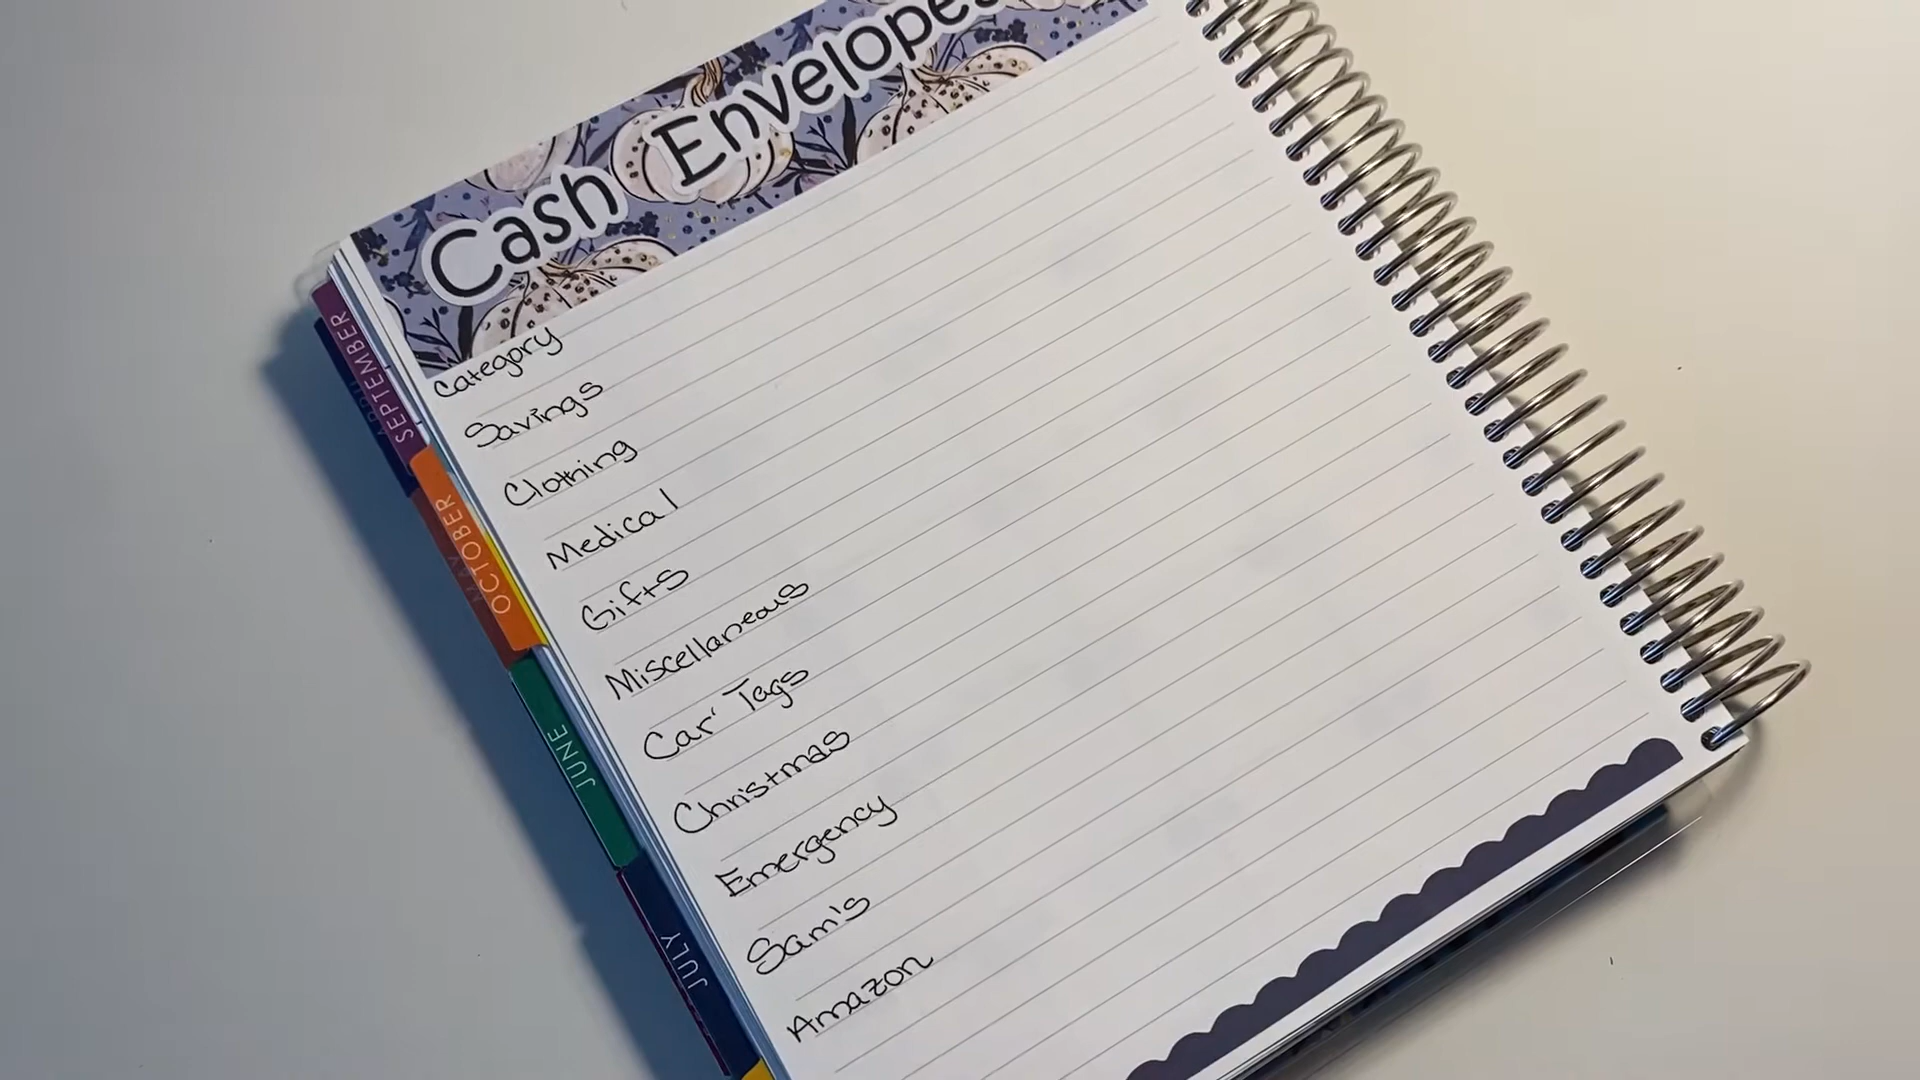 Cash Envelopes
Category
Savings
Clothing
Medical
Gifts
Miscellaneous
Car Tags
Christmas
Emergency
Sam's
Amazon
SEPTEMBER
OCTOBER
JUNE
JULY